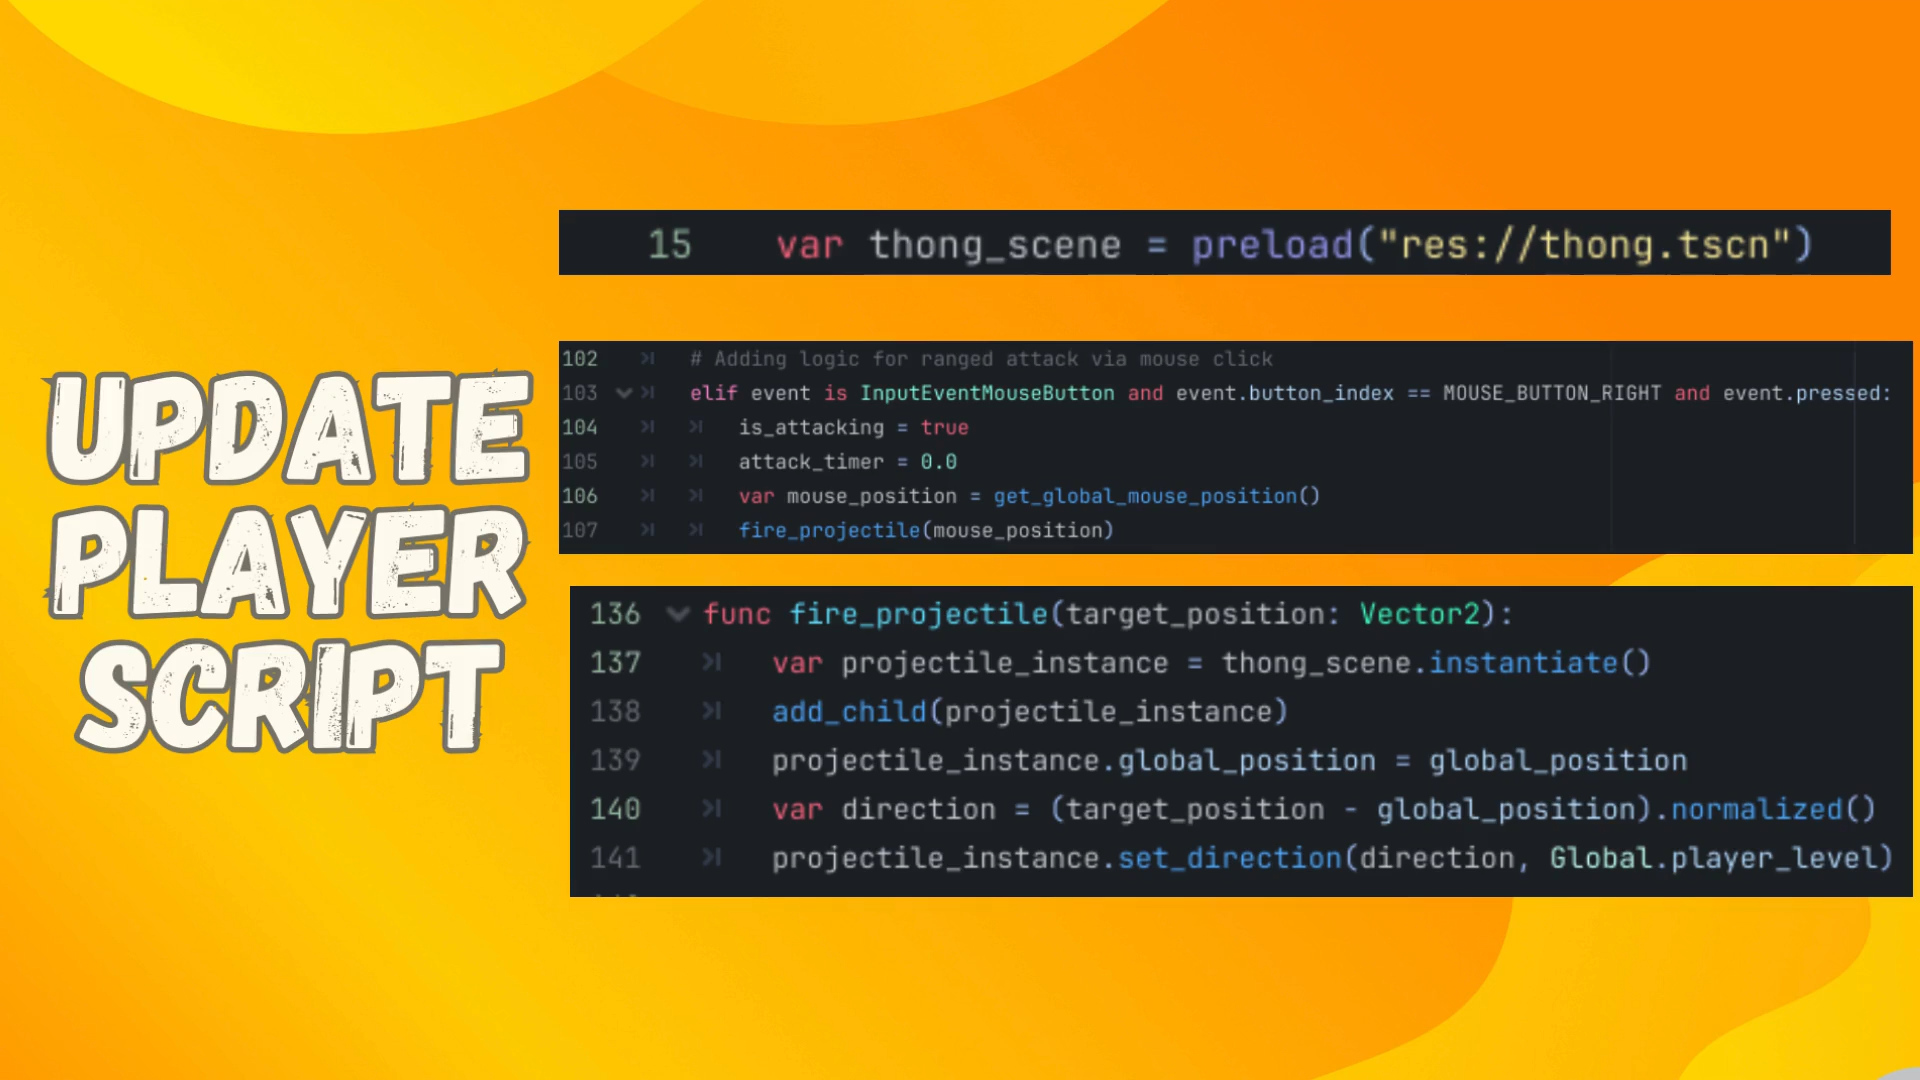 UPDATE
PLAYER
SCRIPT
15 var thong_scene = preload("res://thong.tscn")
102 # Adding logic for ranged attack via mouse click
103 elif event is InputEventMouseButton and event.button_index == MOUSE_BUTTON_RIGHT and event.pressed:
104 is_attacking = true
105 attack_timer = 0.0
106 var mouse_position = get_global_mouse_position()
107 fire_projectile(mouse_position)
136 func fire_projectile(target_position: Vector2):
137 var projectile_instance = thong_scene.instantiate()
138 add_child(projectile_instance)
139 projectile_instance.global_position = global_position
140 var direction = (target_position - global_position).normalized()
141 projectile_instance.set_direction(direction, Global.player_level)